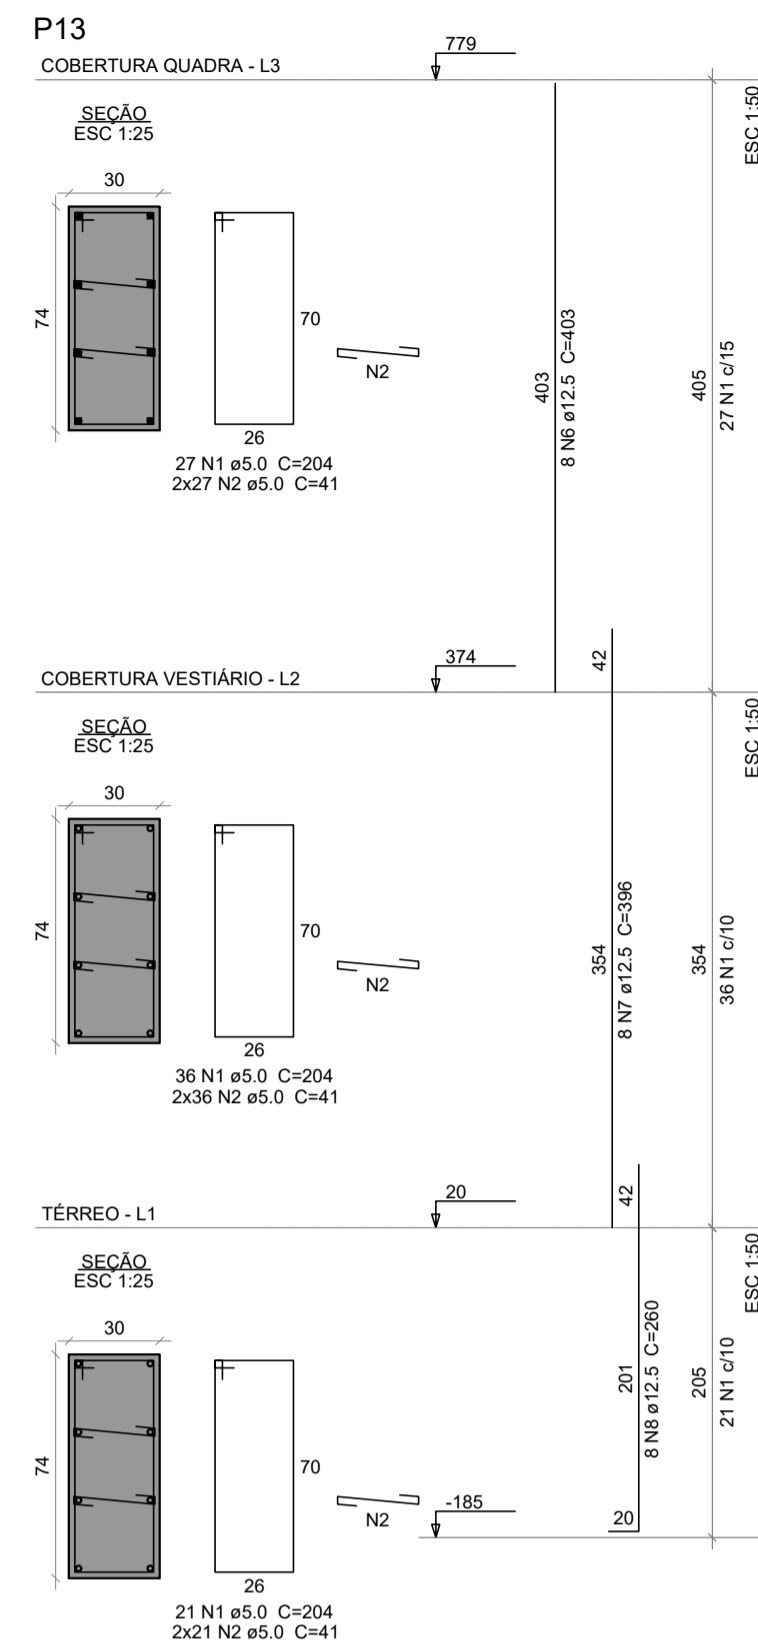 P13
779
COBERTURA QUADRA - L3
SEÇÃO
ESC 1:25
ESC 1:50
30
74
70
N2
26
27 N1 ø5.0 C=204
2x27 N2 ø5.0 C=41
403
8 N6 ø12.5 C=403
405
27 N1 c/15
42
374
COBERTURA VESTIÁRIO - L2
SEÇÃO
ESC 1:25
ESC 1:50
30
74
70
N2
26
36 N1 ø5.0 C=204
2x36 N2 ø5.0 C=41
354
8 N7 ø12.5 C=396
354
36 N1 c/10
42
20
TÉRREO - L1
SEÇÃO
ESC 1:25
ESC 1:50
30
74
70
N2
-185
26
21 N1 ø5.0 C=204
2x21 N2 ø5.0 C=41
201
8 N8 ø12.5 C=260
205
21 N1 c/10
20